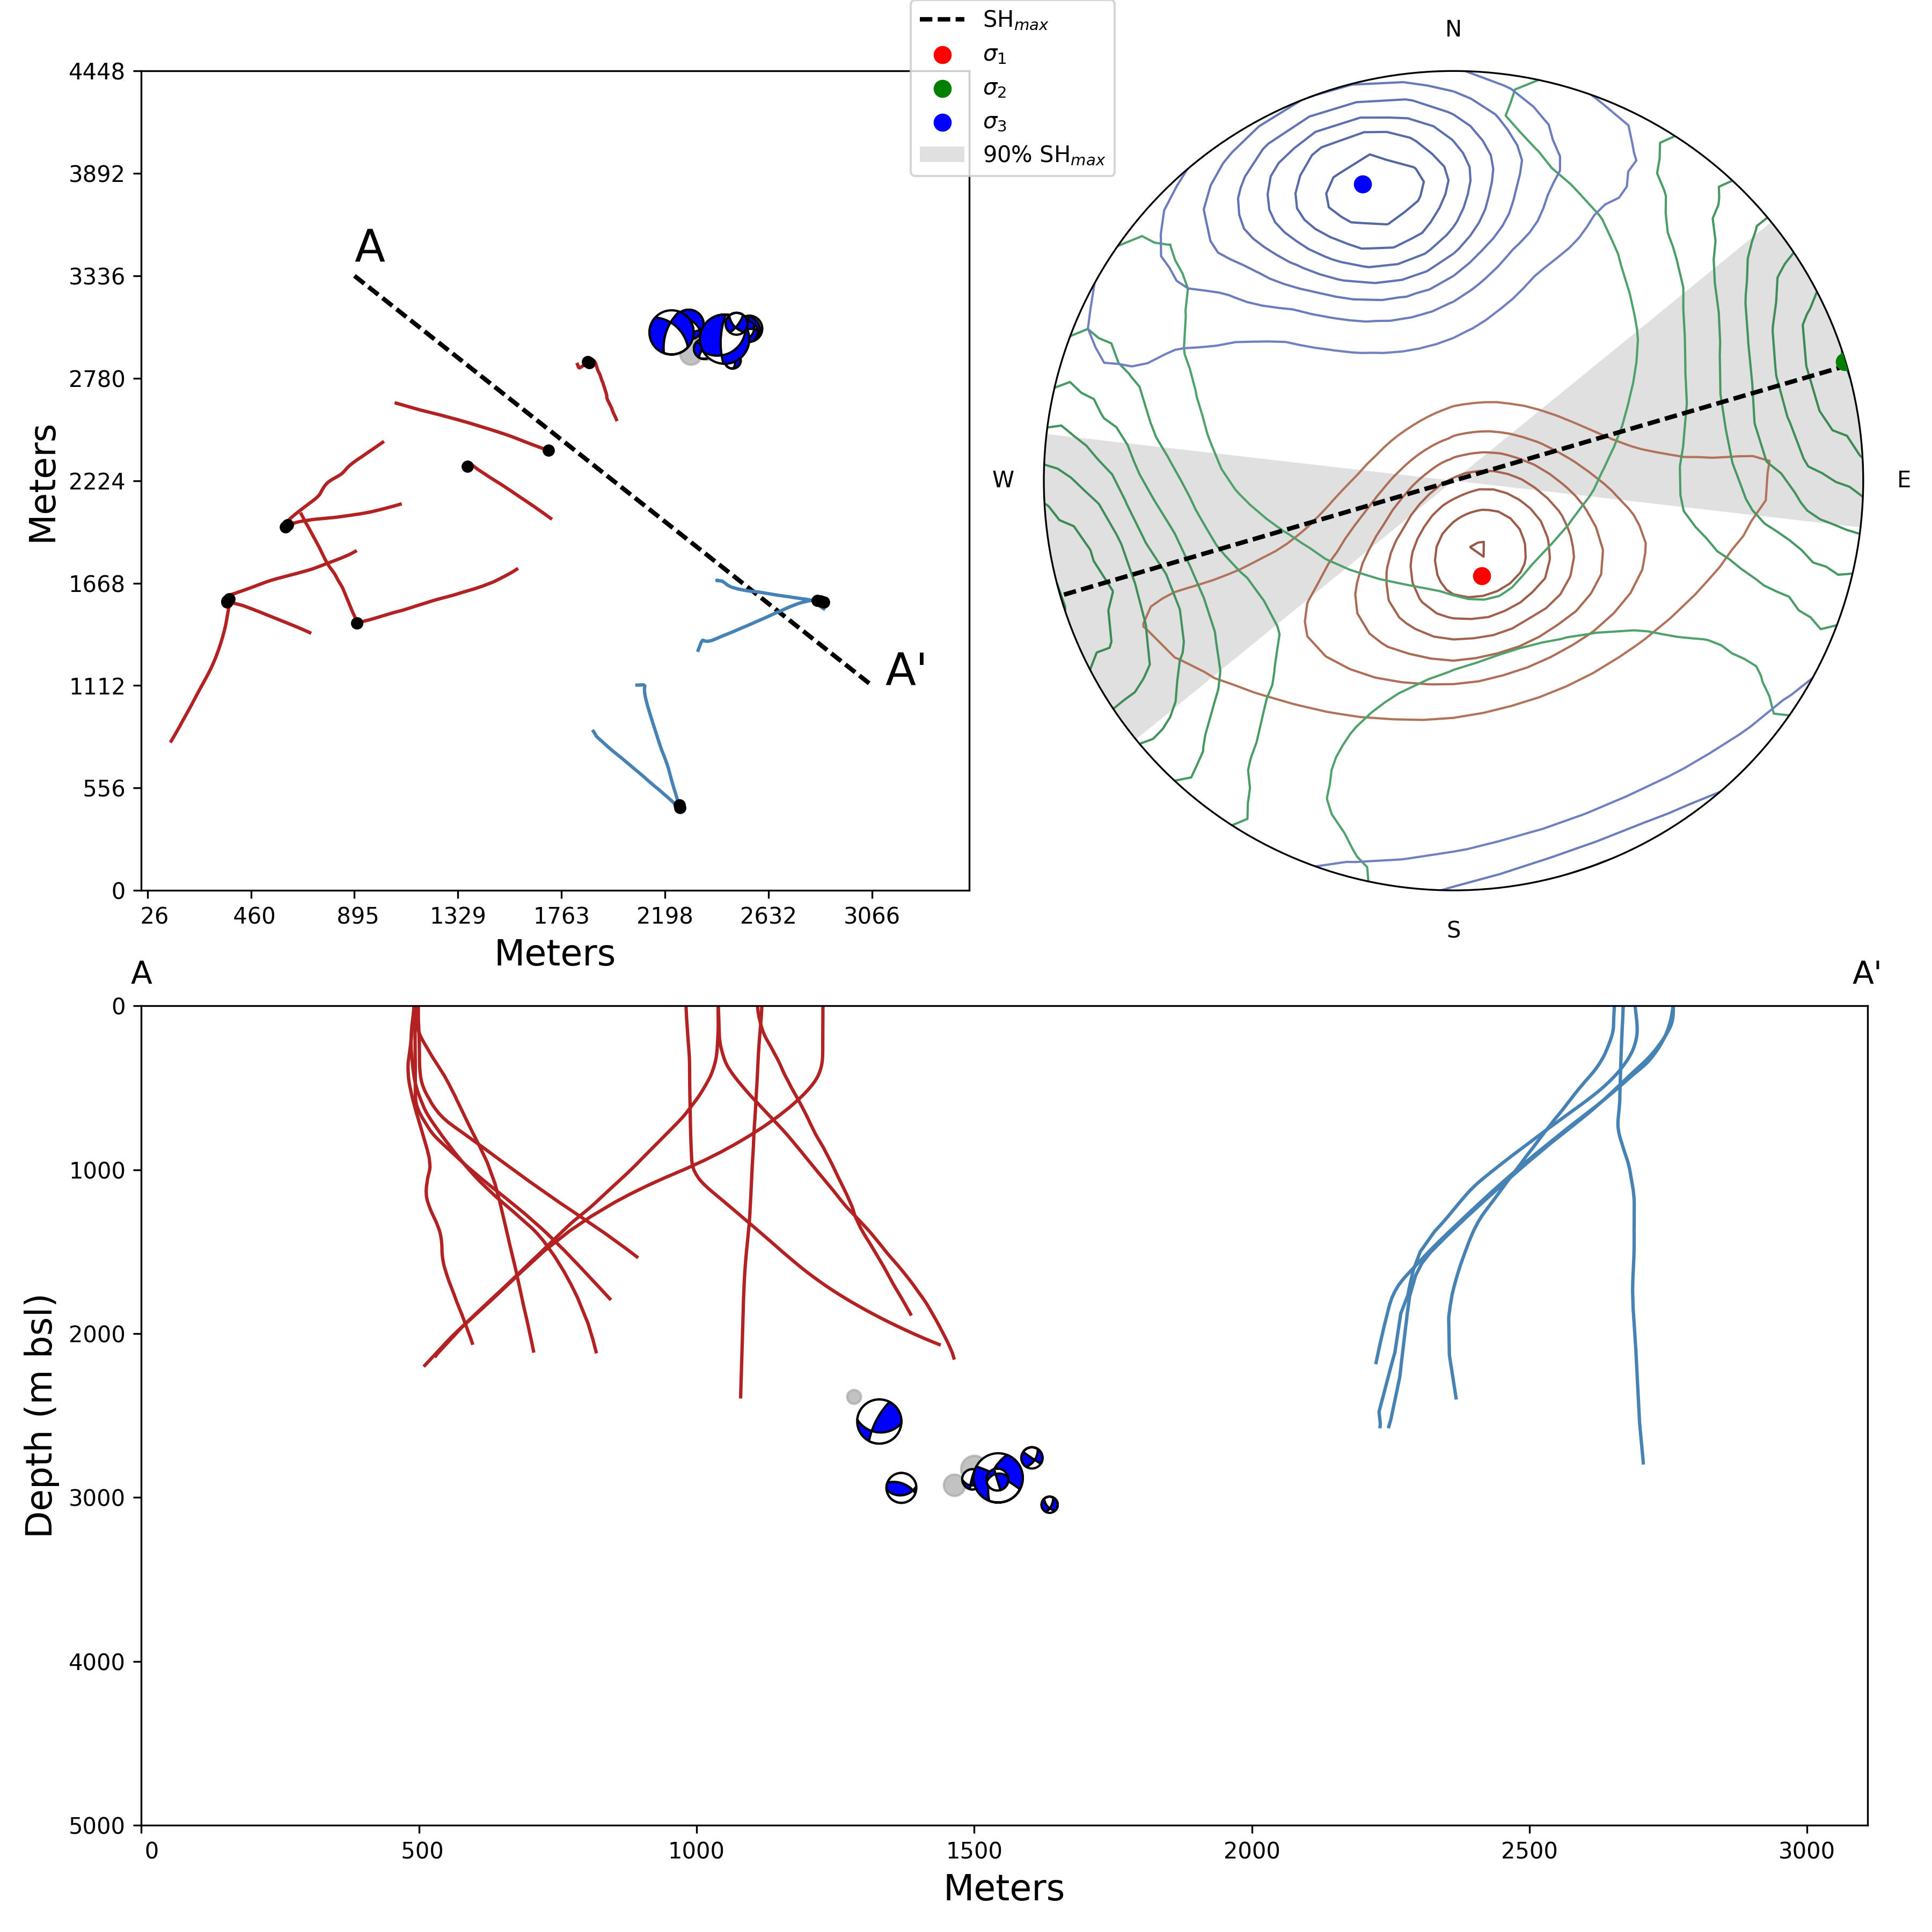 SHmax
σ1
σ2
σ3
90% SHmax
4448
3892
3336
2780
2224
1668
1112
556
0
Meters
A
A'
26 460 895 1329 1763 2198 2632 3066
Meters
N
W
E
S
A
A'
0
1000
2000
3000
4000
5000
Depth (m bsl)
0 500 1000 1500 2000 2500 3000
Meters